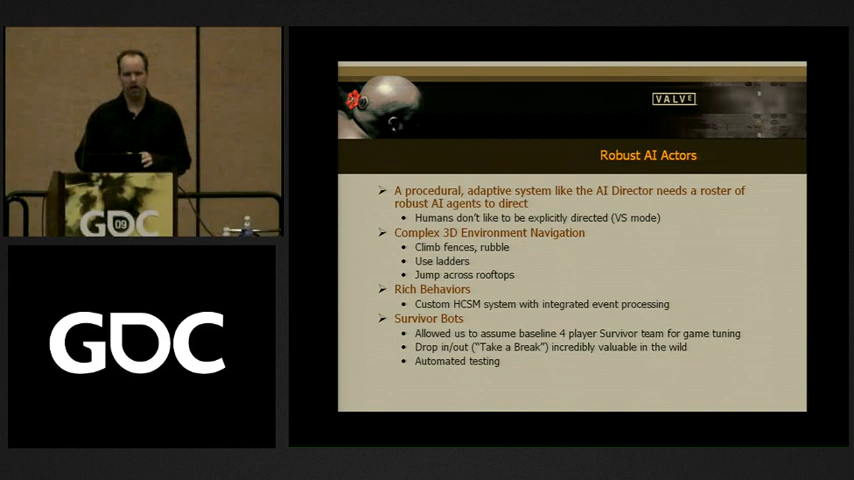 GDC 09
GDC
VALVE
Robust AI Actors
A procedural, adaptive system like the AI Director needs a roster of
robust AI agents to direct
Humans don't like to be explicitly directed (VS mode)
Complex 3D Environment Navigation
Climb fences, rubble
Use ladders
Jump across rooftops
Rich Behaviors
Custom HCSM system with integrated event processing
Survivor Bots
Allowed us to assume baseline 4 player Survivor team for game tuning
Drop in/out ("Take a Break") incredibly valuable in the wild
Automated testing